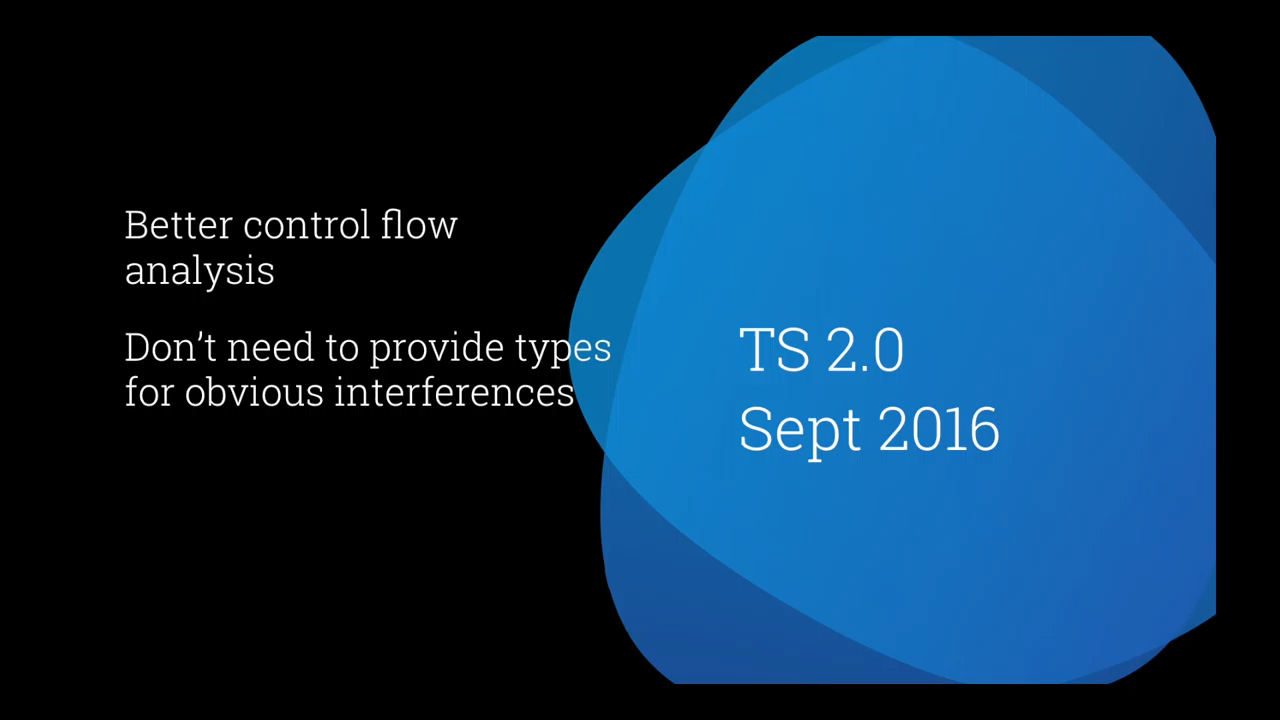 Better control flow
analysis
Don’t need to provide types
for obvious interferences
TS 2.0
Sept 2016